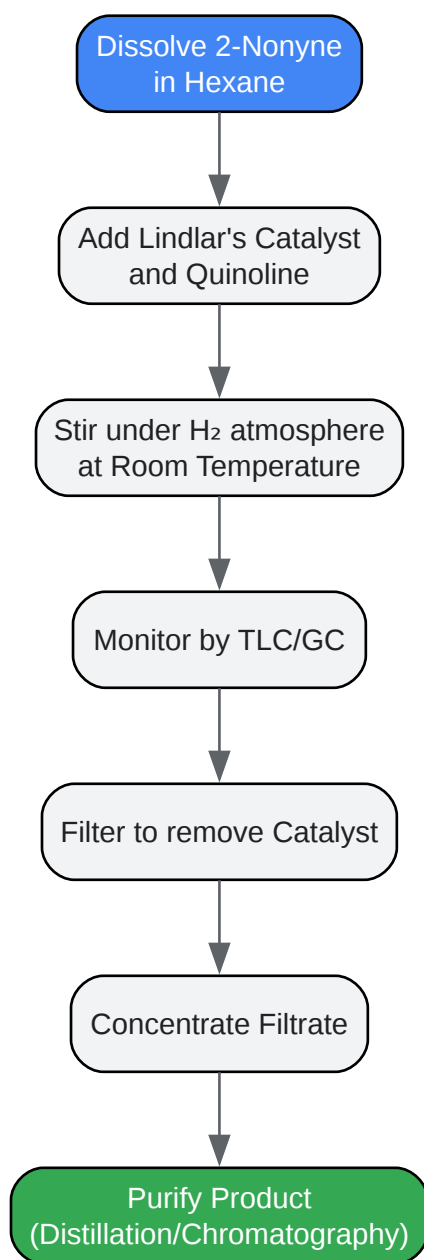 Dissolve 2-Nonyne
in Hexane
Add Lindlar's Catalyst
and Quinoline
Stir under H₂ atmosphere
at Room Temperature
Monitor by TLC/GC
Filter to remove Catalyst
Concentrate Filtrate
Purify Product
(Distillation/Chromatography)